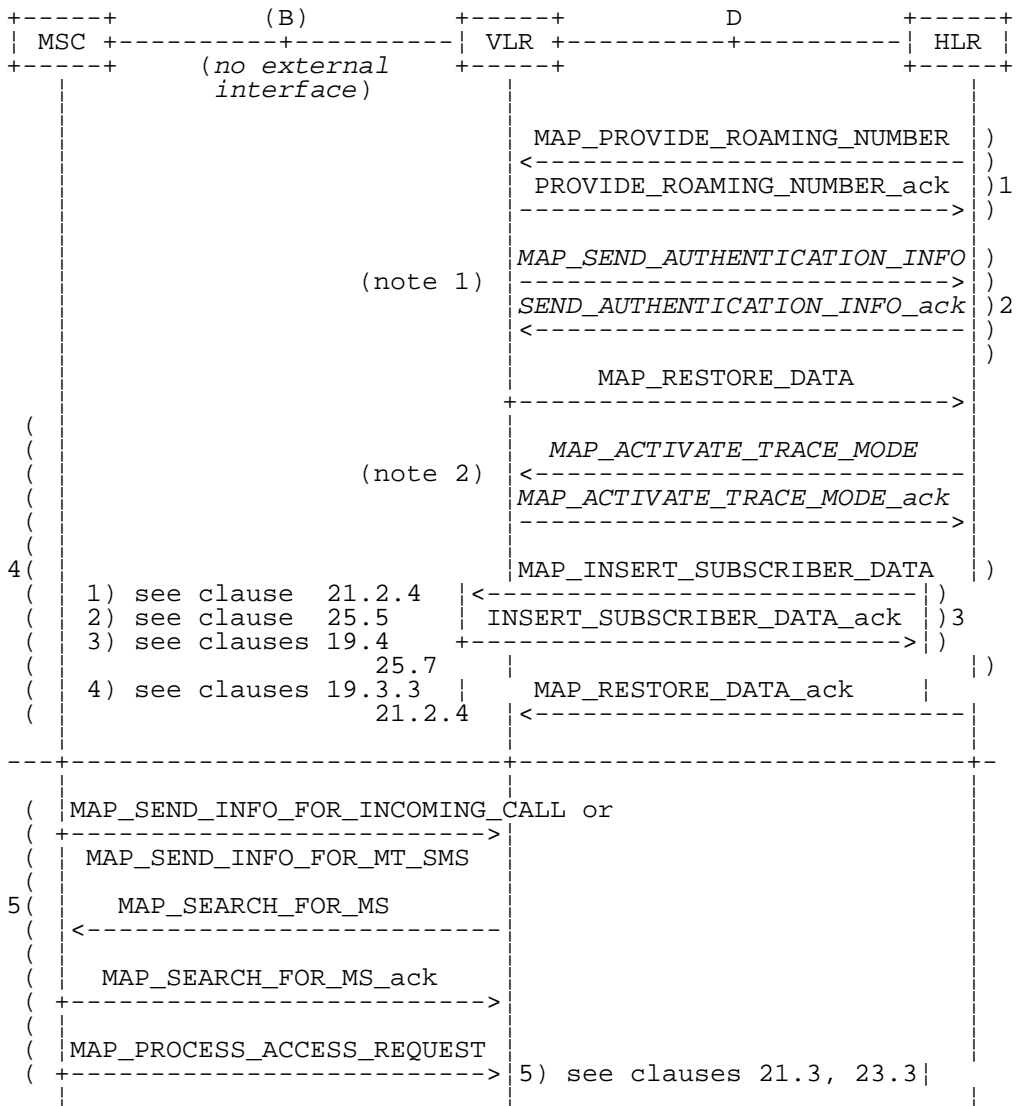 (B) D
MSC VLR HLR
(no external
interface)
MAP_PROVIDE_ROAMING_NUMBER )
)
PROVIDE_ROAMING_NUMBER_ack )1
)
MAP_SEND_AUTHENTICATION_INFO )
(note 1) )
SEND_AUTHENTICATION_INFO_ack )2
)
)
MAP_RESTORE_DATA
(
( MAP_ACTIVATE_TRACE_MODE
( (note 2)
( MAP_ACTIVATE_TRACE_MODE_ack
(
(
4( MAP_INSERT_SUBSCRIBER_DATA )
( 1) see clause 21.2.4 )
( 2) see clause 25.5 INSERT_SUBSCRIBER_DATA_ack )3
( 3) see clauses 19.4 )
( 25.7 )
( 4) see clauses 19.3.3 MAP_RESTORE_DATA_ack
( 21.2.4
( MAP_SEND_INFO_FOR_INCOMING_CALL or
(
( MAP_SEND_INFO_FOR_MT_SMS
(
5( MAP_SEARCH_FOR_MS
(
(
( MAP_SEARCH_FOR_MS_ack
(
(
( MAP_PROCESS_ACCESS_REQUEST
( 5) see clauses 21.3, 23.3